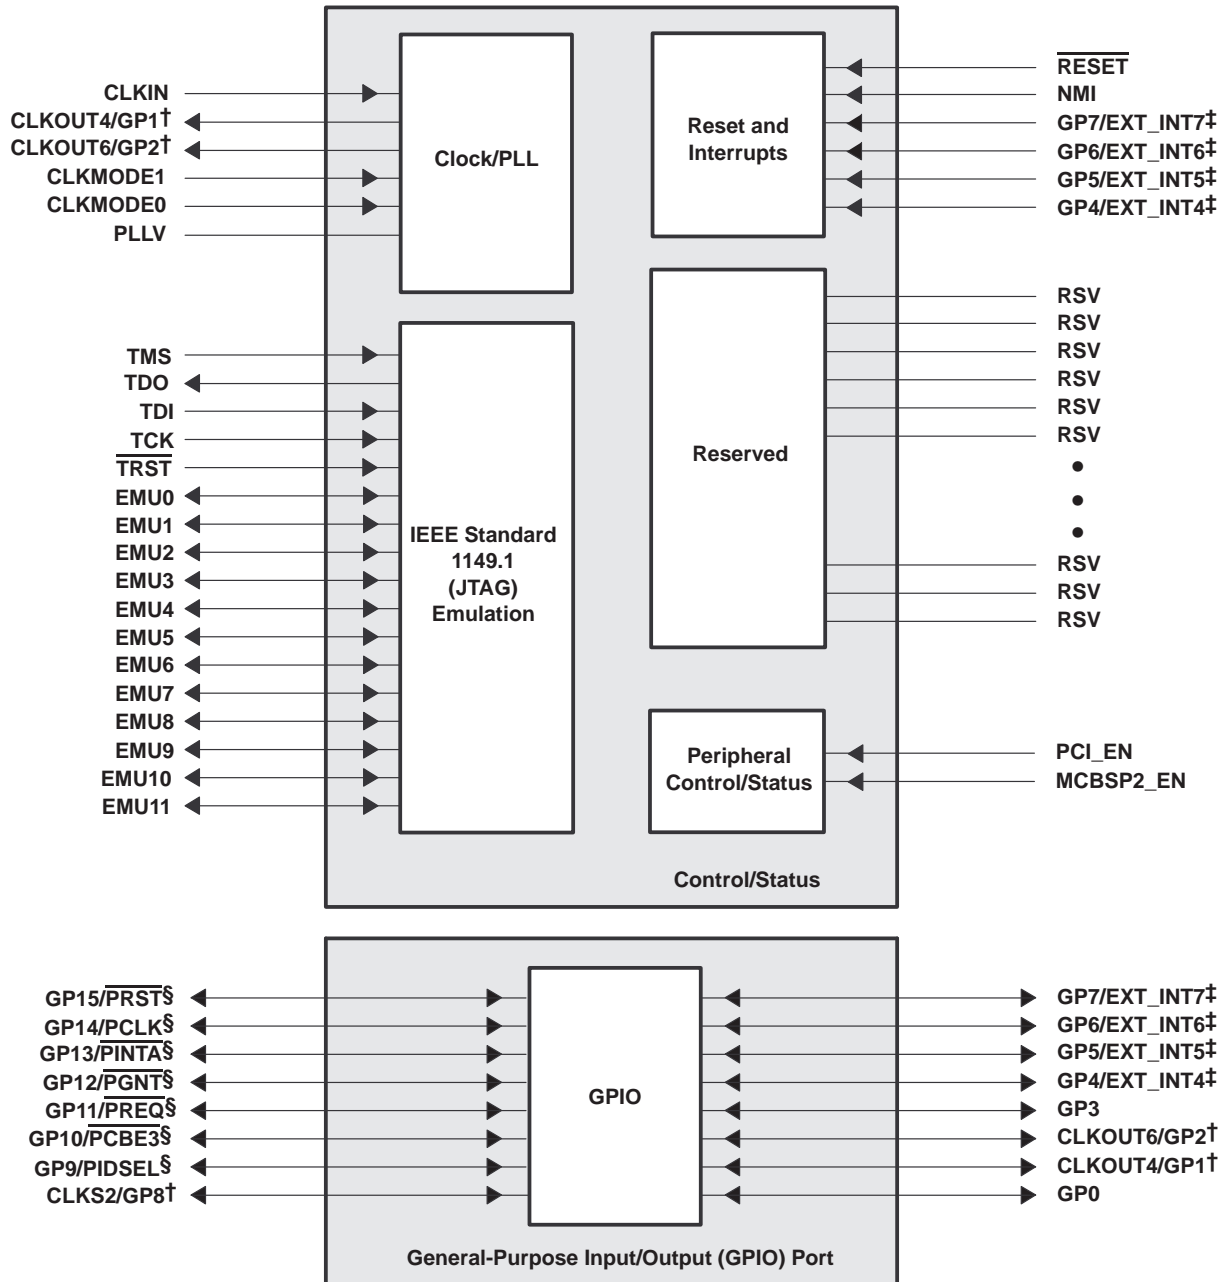 CLKIN
CLKOUT4/GP1†
CLKOUT6/GP2†
CLKMODE1
CLKMODE0
PLLV
Clock/PLL
Reset and
Interrupts
RESET
NMI
GP7/EXT_INT7‡
GP6/EXT_INT6‡
GP5/EXT_INT5‡
GP4/EXT_INT4‡
TMS
TDO
TDI
TCK
TRST
EMU0
EMU1
EMU2
EMU3
EMU4
EMU5
EMU6
EMU7
EMU8
EMU9
EMU10
EMU11
IEEE Standard
1149.1
(JTAG)
Emulation
Reserved
RSV
RSV
RSV
RSV
RSV
RSV
•
•
•
RSV
RSV
RSV
Peripheral
Control/Status
PCI_EN
MCBSP2_EN
Control/Status
GP15/PRST§
GP14/PCLK§
GP13/PINTA§
GP12/PGNT§
GP11/PREQ§
GP10/PCBE3§
GP9/PIDSEL§
CLKS2/GP8†
GPIO
GP7/EXT_INT7‡
GP6/EXT_INT6‡
GP5/EXT_INT5‡
GP4/EXT_INT4‡
GP3
CLKOUT6/GP2†
CLKOUT4/GP1†
GP0
General-Purpose Input/Output (GPIO) Port